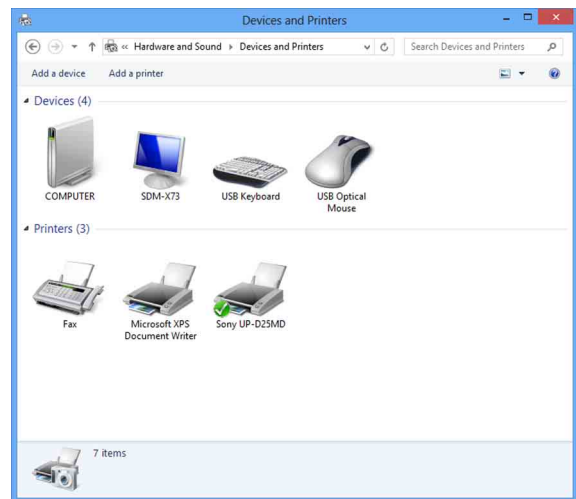 Devices and Printers
« Hardware and Sound ▸ Devices and Printers
Search Devices and Printers
Add a device Add a printer
Devices (4)
COMPUTER
SDM-X73
USB Keyboard
USB Optical
Mouse
Printers (3)
Fax
Microsoft XPS
Document Writer
Sony UP-D25MD
7 items